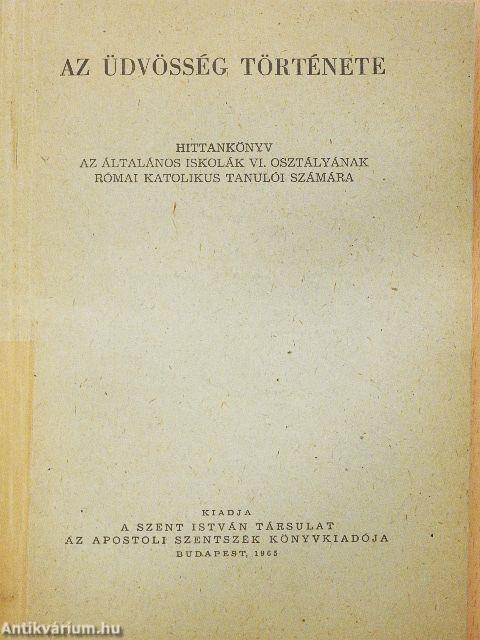 AZ ÜDVÖSSÉG TÖRTÉNETE
HITTANKÖNYV
AZ ÁLTALÁNOS ISKOLÁK VI. OSZTÁLYÁNAK
RÓMAI KATOLIKUS TANULÓI SZÁMÁRA
KIADJA
A SZENT ISTVÁN TÁRSULAT
AZ APOSTOLI SZENTSZÉK KÖNYVKIADÓJA
BUDAPEST, 1965
Antikvárium.hu